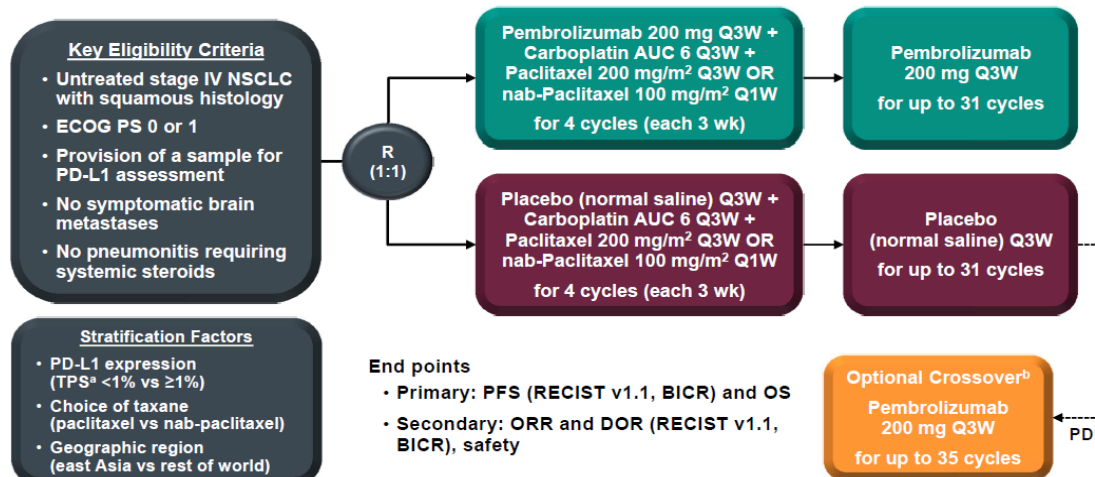 Key Eligibility Criteria
• Untreated stage IV NSCLC
with squamous histology
• ECOG PS 0 or 1
• Provision of a sample for
PD-L1 assessment
• No symptomatic brain
metastases
• No pneumonitis requiring
systemic steroids
R
(1:1)
Pembrolizumab 200 mg Q3W +
Carboplatin AUC 6 Q3W +
Paclitaxel 200 mg/m² Q3W OR
nab-Paclitaxel 100 mg/m² Q1W
for 4 cycles (each 3 wk)
Pembrolizumab
200 mg Q3W
for up to 31 cycles
Placebo (normal saline) Q3W +
Carboplatin AUC 6 Q3W +
Paclitaxel 200 mg/m² Q3W OR
nab-Paclitaxel 100 mg/m² Q1W
for 4 cycles (each 3 wk)
Placebo
(normal saline) Q3W
for up to 31 cycles
Stratification Factors
• PD-L1 expression
(TPSᵃ <1% vs ≥1%)
• Choice of taxane
(paclitaxel vs nab-paclitaxel)
• Geographic region
(east Asia vs rest of world)
End points
• Primary: PFS (RECIST v1.1, BICR) and OS
• Secondary: ORR and DOR (RECIST v1.1,
BICR), safety
Optional Crossoverᵇ
Pembrolizumab
200 mg Q3W
for up to 35 cycles
PD